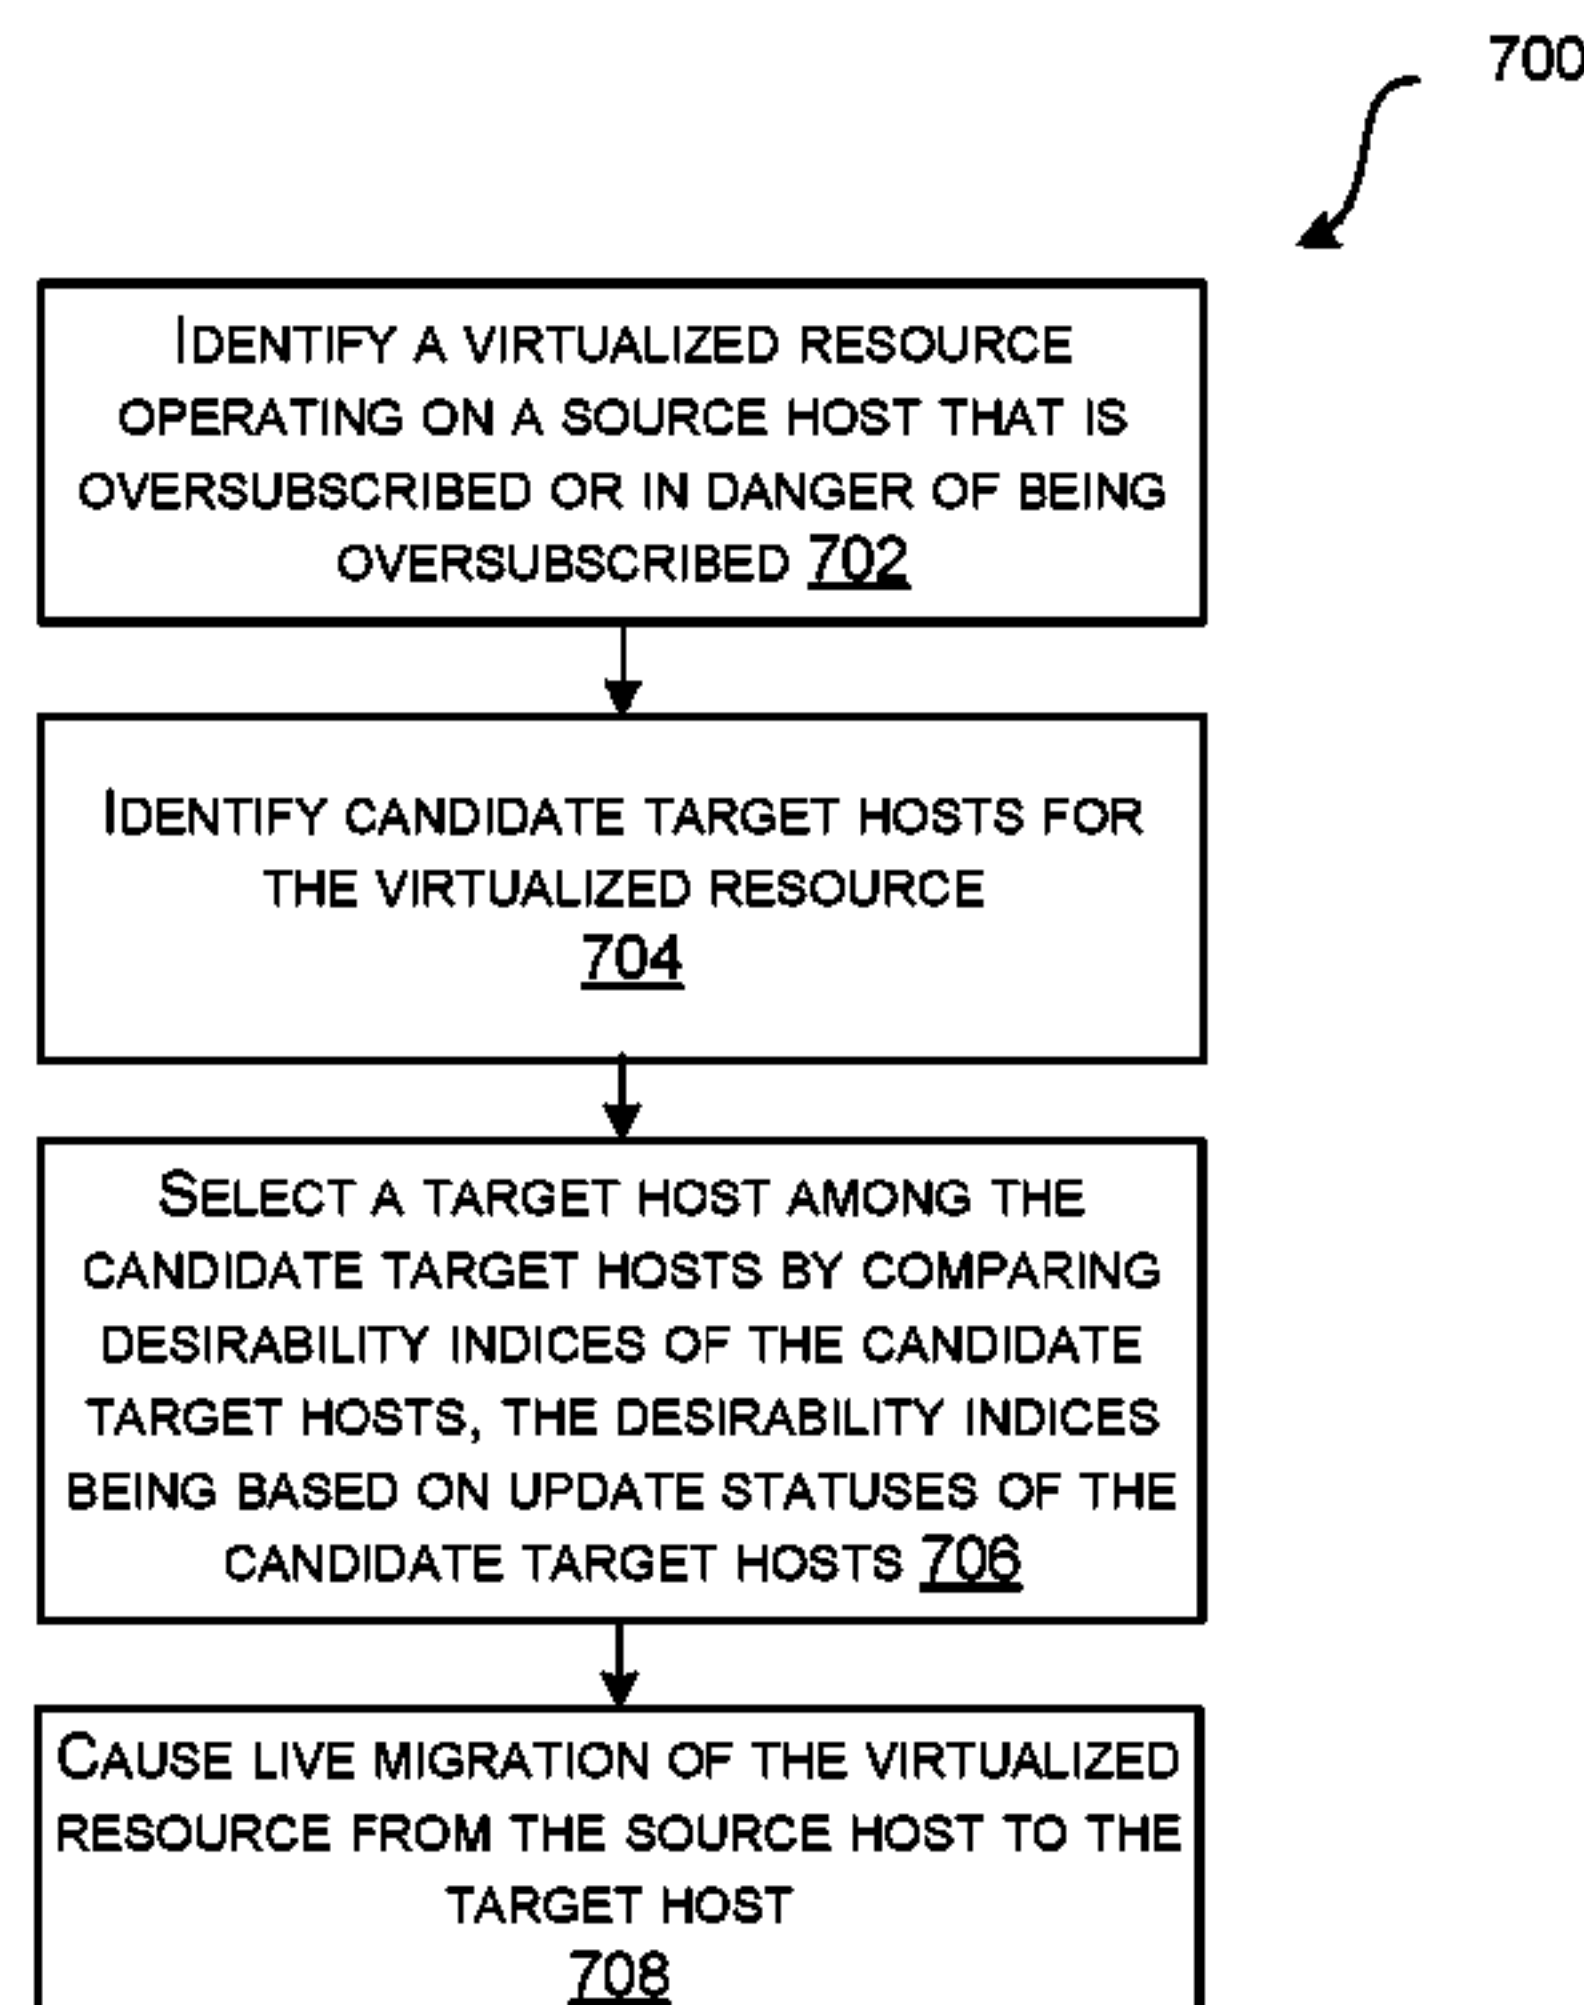 700
IDENTIFY A VIRTUALIZED RESOURCE
OPERATING ON A SOURCE HOST THAT IS
OVERSUBSCRIBED OR IN DANGER OF BEING
OVERSUBSCRIBED 702
IDENTIFY CANDIDATE TARGET HOSTS FOR
THE VIRTUALIZED RESOURCE
704
SELECT A TARGET HOST AMONG THE
CANDIDATE TARGET HOSTS BY COMPARING
DESIRABILITY INDICES OF THE CANDIDATE
TARGET HOSTS, THE DESIRABILITY INDICES
BEING BASED ON UPDATE STATUSES OF THE
CANDIDATE TARGET HOSTS 706
CAUSE LIVE MIGRATION OF THE VIRTUALIZED
RESOURCE FROM THE SOURCE HOST TO THE
TARGET HOST
708